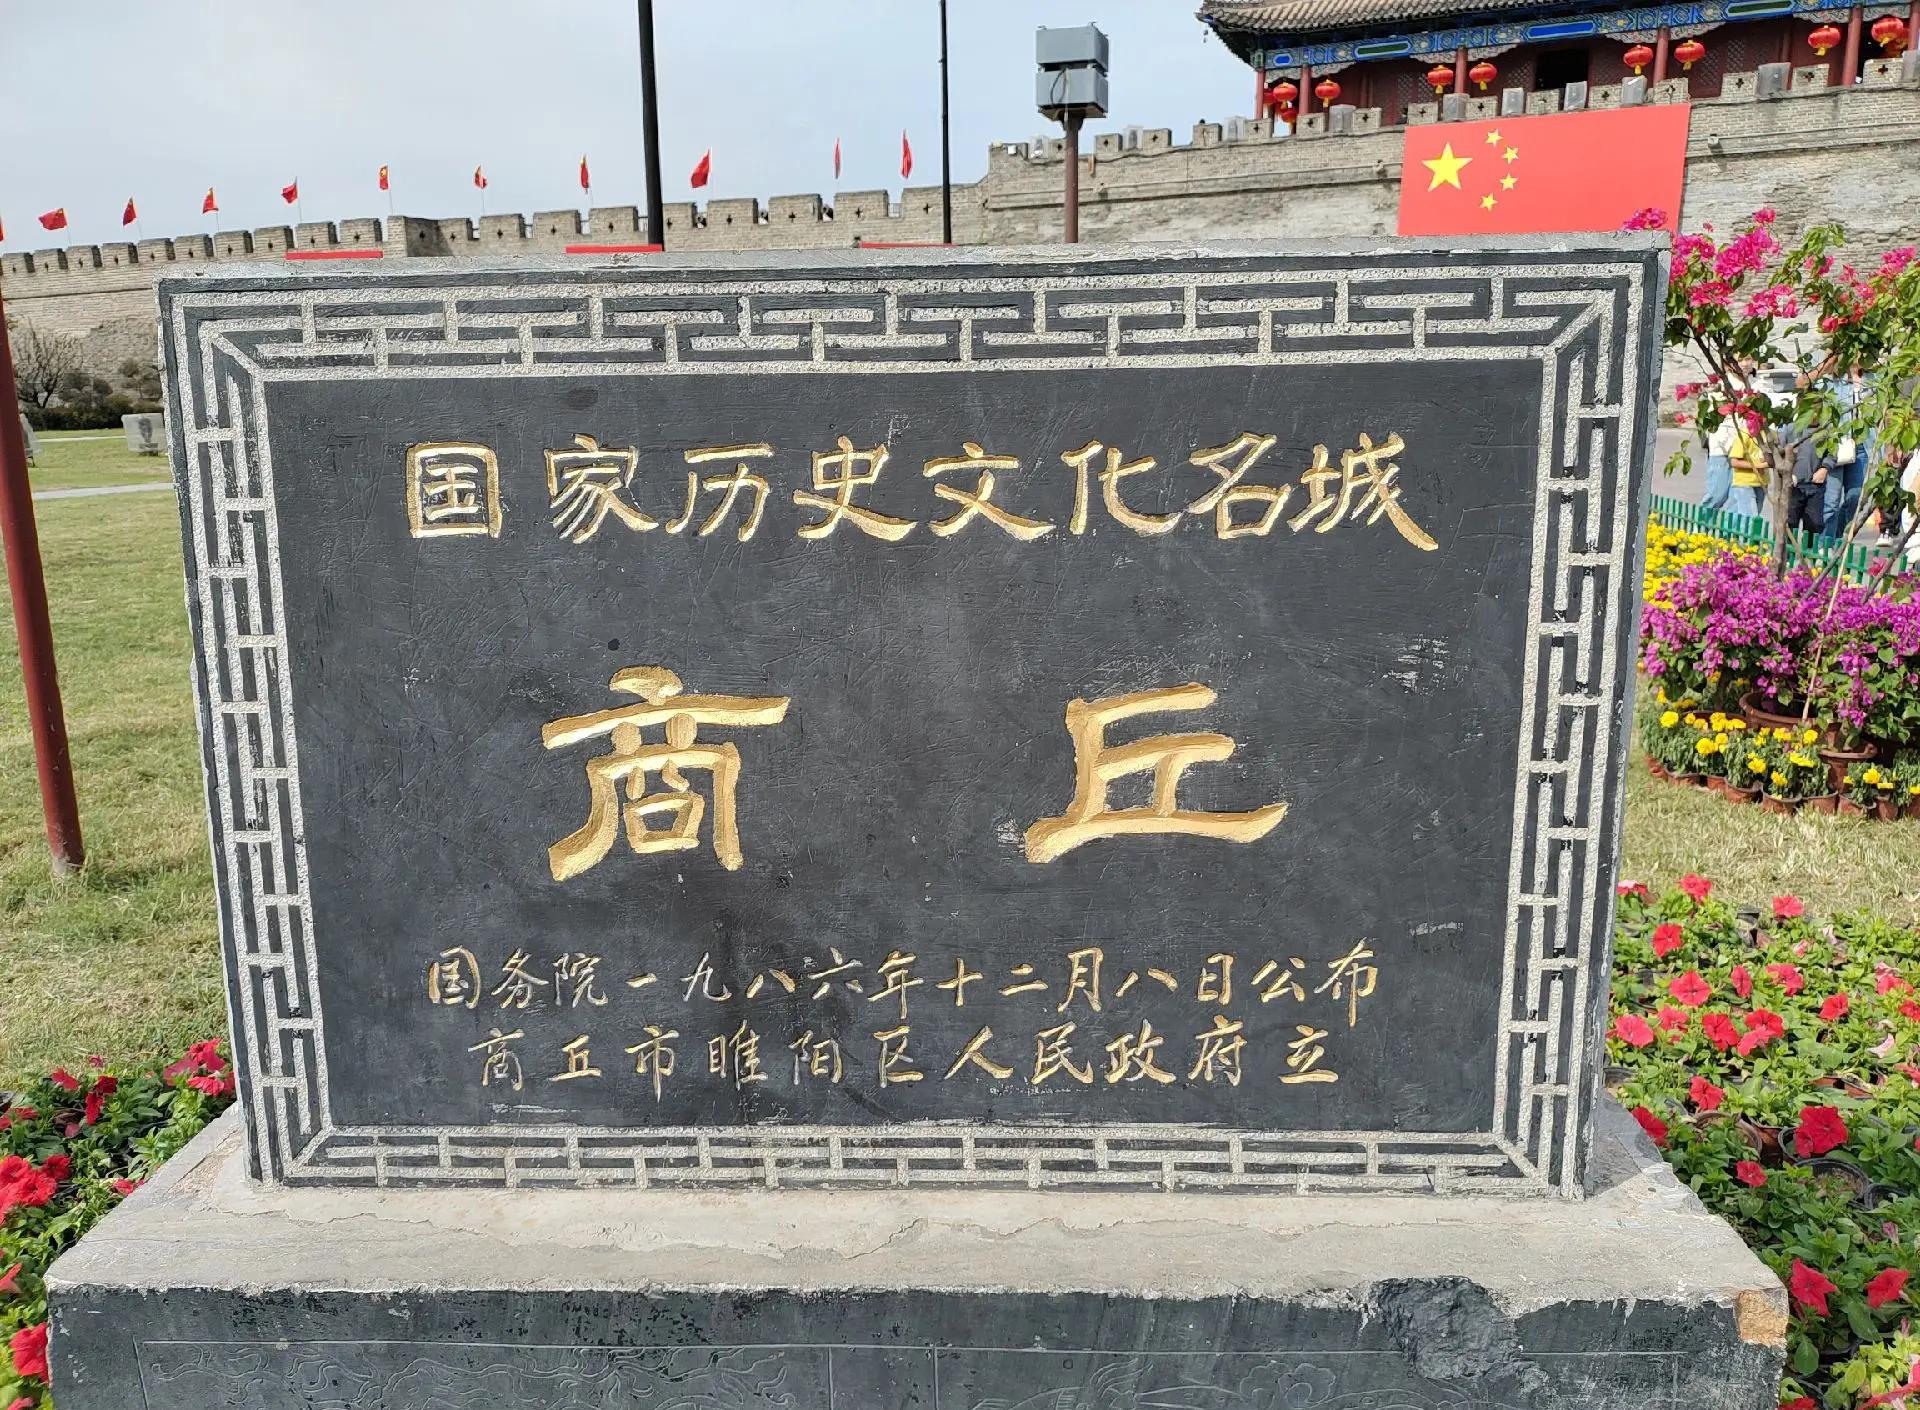 国家历史文化名城
商丘
国务院一九八六年十二月八日公布
商丘市睢阳区人民政府立